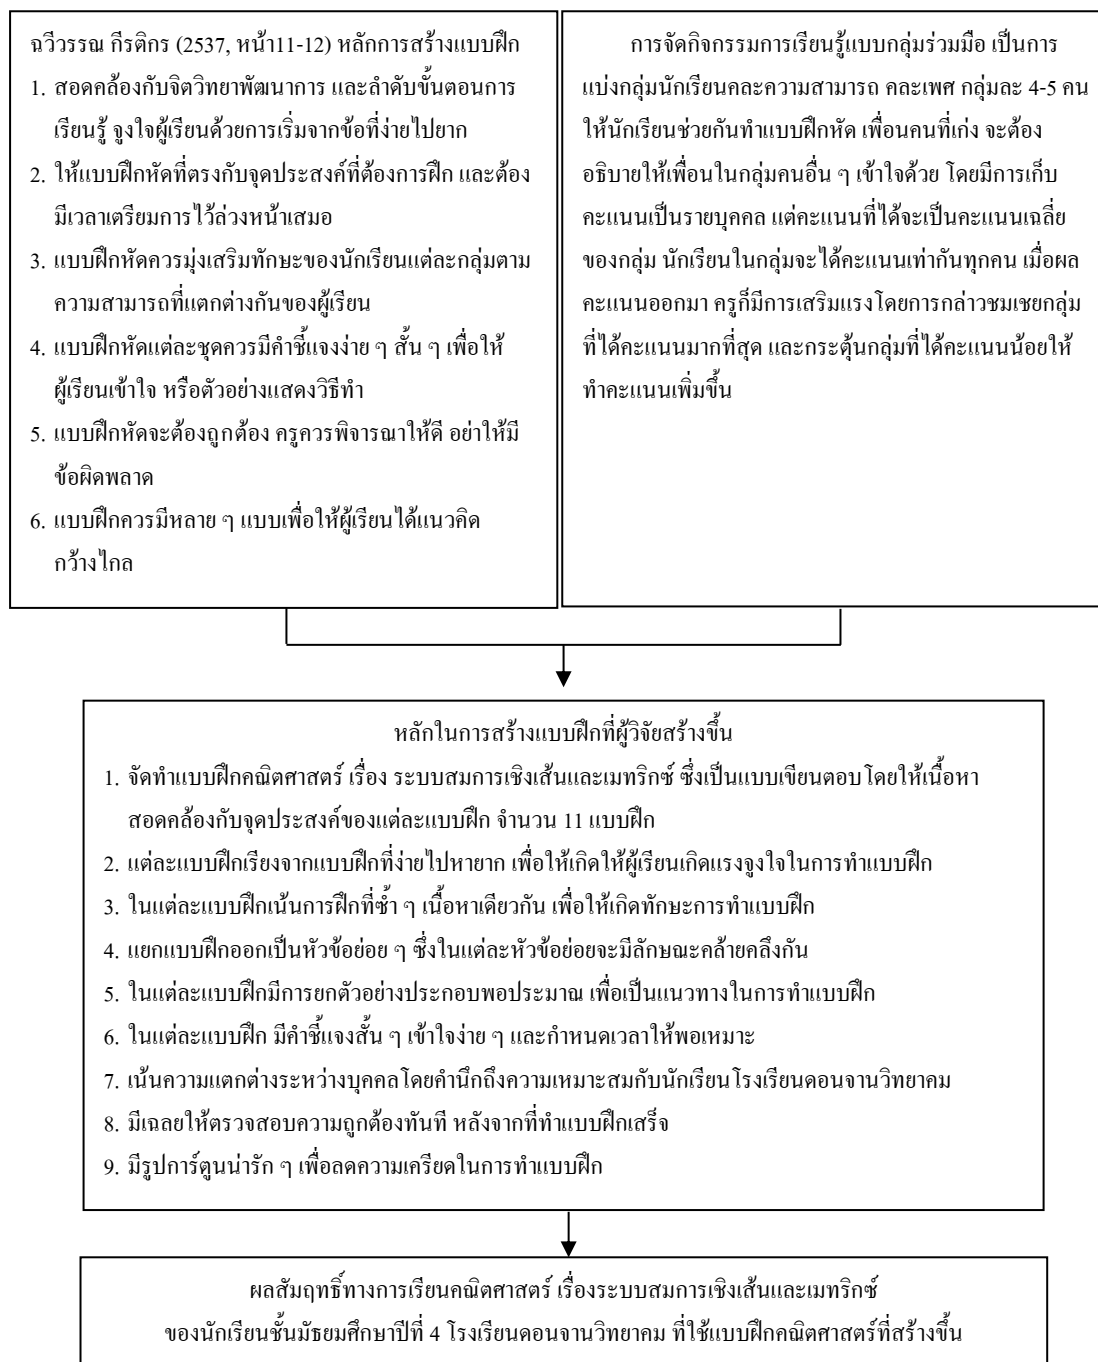 ฉวีวรรณ กีรติกร (2537, หน้า11-12) หลักการสร้างแบบฝึก
1. สอดคล้องกับจิตวิทยาพัฒนาการ และลำดับขั้นตอนการ
เรียนรู้ จูงใจผู้เรียนด้วยการเริ่มจากข้อที่ง่ายไปยาก
2. ให้แบบฝึกหัดที่ตรงกับจุดประสงค์ที่ต้องการฝึก และต้อง
มีเวลาเตรียมการไว้ล่วงหน้าเสมอ
3. แบบฝึกหัดควรมุ่งเสริมทักษะของนักเรียนแต่ละกลุ่มตาม
ความสามารถที่แตกต่างกันของผู้เรียน
4. แบบฝึกหัดแต่ละชุดควรมีคำชี้แจงง่าย ๆ สั้น ๆ เพื่อให้
ผู้เรียนเข้าใจ หรือตัวอย่างแสดงวิธีทำ
5. แบบฝึกหัดจะต้องถูกต้อง ครูควรพิจารณาให้ดี อย่าให้มี
ข้อผิดพลาด
6. แบบฝึกควรมีหลาย ๆ แบบเพื่อให้ผู้เรียนได้แนวคิด
กว้างไกล
การจัดกิจกรรมการเรียนรู้แบบกลุ่มร่วมมือ เป็นการ
แบ่งกลุ่มนักเรียนคละความสามารถ คละเพศ กลุ่มละ 4-5 คน
ให้นักเรียนช่วยกันทำแบบฝึกหัด เพื่อนคนที่เก่ง จะต้อง
อธิบายให้เพื่อนในกลุ่มคนอื่น ๆ เข้าใจด้วย โดยมีการเก็บ
คะแนนเป็นรายบุคคล แต่คะแนนที่ได้จะเป็นคะแนนเฉลี่ย
ของกลุ่ม นักเรียนในกลุ่มจะได้คะแนนเท่ากันทุกคน เมื่อผล
คะแนนออกมา ครูก็มีการเสริมแรงโดยการกล่าวชมเชยกลุ่ม
ที่ได้คะแนนมากที่สุด และกระตุ้นกลุ่มที่ได้คะแนนน้อยให้
ทำคะแนนเพิ่มขึ้น
หลักในการสร้างแบบฝึกที่ผู้วิจัยสร้างขึ้น
1. จัดทำแบบฝึกคณิตศาสตร์ เรื่อง ระบบสมการเชิงเส้นและเมทริกซ์ ซึ่งเป็นแบบเขียนตอบ โดยให้เนื้อหา
สอดคล้องกับจุดประสงค์ของแต่ละแบบฝึก จำนวน 11 แบบฝึก
2. แต่ละแบบฝึกเรียงจากแบบฝึกที่ง่ายไปหายาก เพื่อให้เกิดให้ผู้เรียนเกิดแรงจูงใจในการทำแบบฝึก
3. ในแต่ละแบบฝึกเน้นการฝึกที่ซ้ำ ๆ เนื้อหาเดียวกัน เพื่อให้เกิดทักษะการทำแบบฝึก
4. แยกแบบฝึกออกเป็นหัวข้อย่อย ๆ ซึ่งในแต่ละหัวข้อย่อยจะมีลักษณะคล้ายคลึงกัน
5. ในแต่ละแบบฝึกมีการยกตัวอย่างประกอบพอประมาณ เพื่อเป็นแนวทางในการทำแบบฝึก
6. ในแต่ละแบบฝึก มีคำชี้แจงสั้น ๆ เข้าใจง่าย ๆ และกำหนดเวลาให้พอเหมาะ
7. เน้นความแตกต่างระหว่างบุคคลโดยคำนึกถึงความเหมาะสมกับนักเรียนโรงเรียนดอนจานวิทยาคม
8. มีเฉลยให้ตรวจสอบความถูกต้องทันที หลังจากที่ทำแบบฝึกเสร็จ
9. มีรูปการ์ตูนน่ารัก ๆ เพื่อลดความเครียดในการทำแบบฝึก
ผลสัมฤทธิ์ทางการเรียนคณิตศาสตร์ เรื่องระบบสมการเชิงเส้นและเมทริกซ์
ของนักเรียนชั้นมัธยมศึกษาปีที่ 4 โรงเรียนดอนจานวิทยาคม ที่ใช้แบบฝึกคณิตศาสตร์ที่สร้างขึ้น